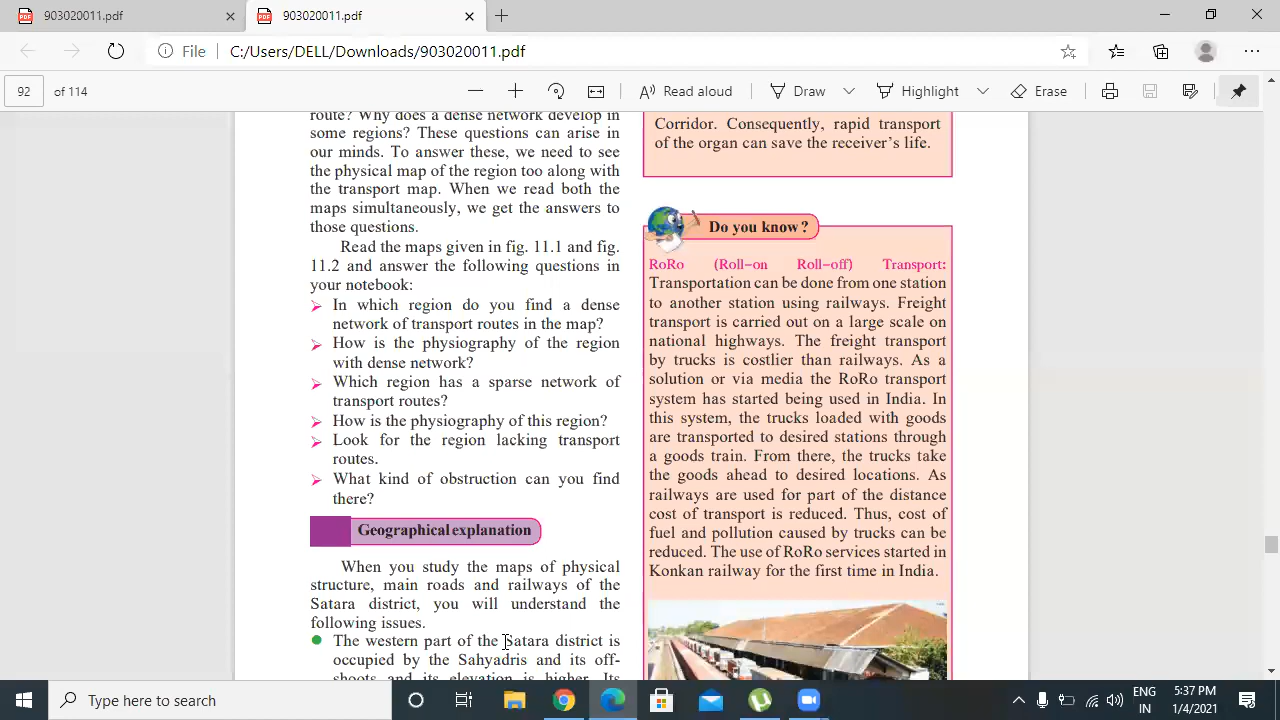 903020011.pdf
903020011.pdf
File
C:/Users/DELL/Downloads/903020011.pdf
92
of 114
Read aloud
Draw
Highlight
Erase
route? Why does a dense network develop in
some regions? These questions can arise in
our minds. To answer these, we need to see
the physical map of the region too along with
the transport map. When we read both the
maps simultaneously, we get the answers to
those questions.
Read the maps given in fig. 11.1 and fig.
11.2 and answer the following questions in
your notebook:
➢ In which region do you find a dense
network of transport routes in the map?
➢ How is the physiography of the region
with dense network?
➢ Which region has a sparse network of
transport routes?
➢ How is the physiography of this region?
➢ Look for the region lacking transport
routes.
➢ What kind of obstruction can you find
there?
Geographical explanation
When you study the maps of physical
structure, main roads and railways of the
Satara district, you will understand the
following issues.
● The western part of the Satara district is
occupied by the Sahyadris and its off-
shoots and its elevation is higher. Its
Corridor. Consequently, rapid transport
of the organ can save the receiver's life.
Do you know?
RoRo (Roll-on Roll-off) Transport:
Transportation can be done from one station
to another station using railways. Freight
transport is carried out on a large scale on
national highways. The freight transport
by trucks is costlier than railways. As a
solution or via media the RoRo transport
system has started being used in India. In
this system, the trucks loaded with goods
are transported to desired stations through
a goods train. From there, the trucks take
the goods ahead to desired locations. As
railways are used for part of the distance
cost of transport is reduced. Thus, cost of
fuel and pollution caused by trucks can be
reduced. The use of RoRo services started in
Konkan railway for the first time in India.
Type here to search
ENG
IN
5:37 PM
1/4/2021